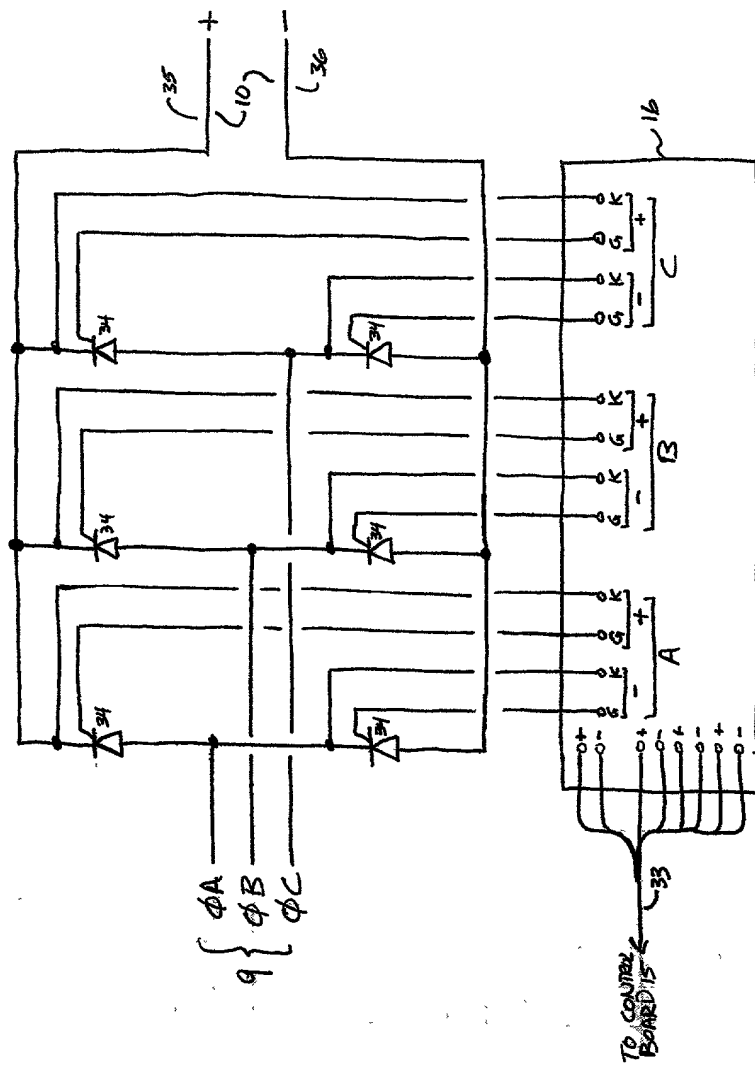 TO CONTROL
BOARD 15
33
9
ϕA
ϕB
ϕC
34
34
34
34
34
34
35
+
10
-
36
16
+
-
+
-
+
-
+
-
G K G K
- +
A
G K G K
- +
B
G K G K
- +
C